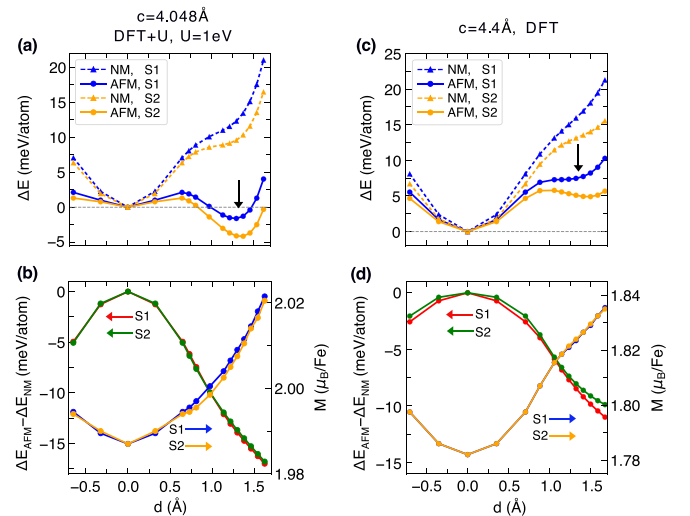 c=4.048Å
DFT+U, U=1eV
c=4.4Å, DFT
(a)
NM, S1
AFM, S1
NM, S2
AFM, S2
ΔE (meV/atom)
20
15
10
5
0
−5
(c)
NM, S1
AFM, S1
NM, S2
AFM, S2
ΔE (meV/atom)
25
20
15
10
5
0
(b)
S1
S2
S1
S2
ΔE_AFM−ΔE_NM (meV/atom)
0
−5
−10
−15
M (μ_B/Fe)
2.02
2.00
1.98
−0.5 0.0 0.5 1.0 1.5
d (Å)
(d)
S1
S2
S1
S2
ΔE_AFM−ΔE_NM (meV/atom)
0
−5
−10
−15
M (μ_B/Fe)
1.84
1.82
1.80
1.78
−0.5 0.0 0.5 1.0 1.5
d (Å)